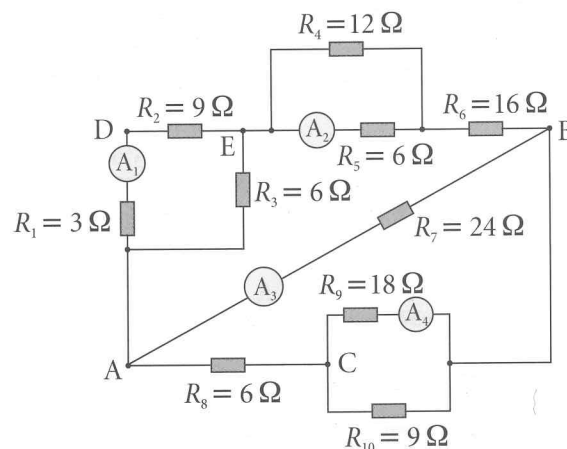 R₄ = 12 Ω
R₂ = 9 Ω
R₆ = 16 Ω
D
E
A₂
B
A₁
R₅ = 6 Ω
R₃ = 6 Ω
R₁ = 3 Ω
R₇ = 24 Ω
A₃
R₉ = 18 Ω
A₄
A
C
R₈ = 6 Ω
R₁₀ = 9 Ω